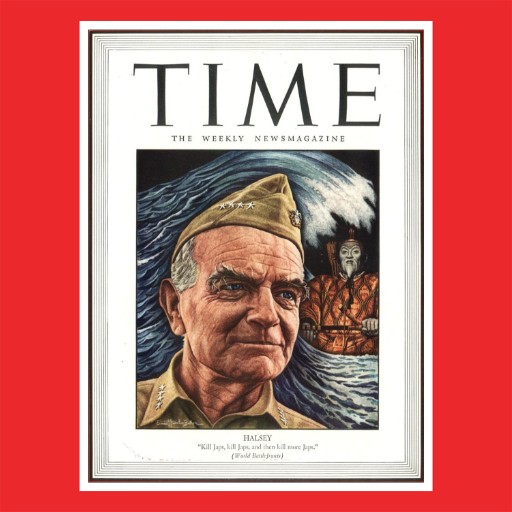 TIME
THE WEEKLY NEWSMAGAZINE
HALSEY
"Kill Japs, kill Japs, and then kill more Japs."
(World Battlefronts)